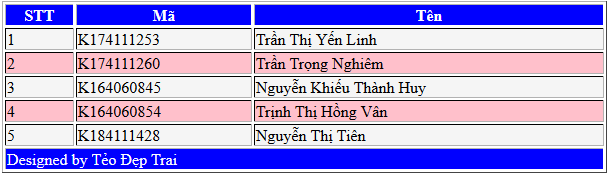 STT Mã Tên
1 K174111253 Trần Thị Yến Linh
2 K174111260 Trần Trọng Nghiêm
3 K164060845 Nguyễn Khiếu Thành Huy
4 K164060854 Trịnh Thị Hồng Vân
5 K184111428 Nguyễn Thị Tiên
Designed by Tẻo Đẹp Trai